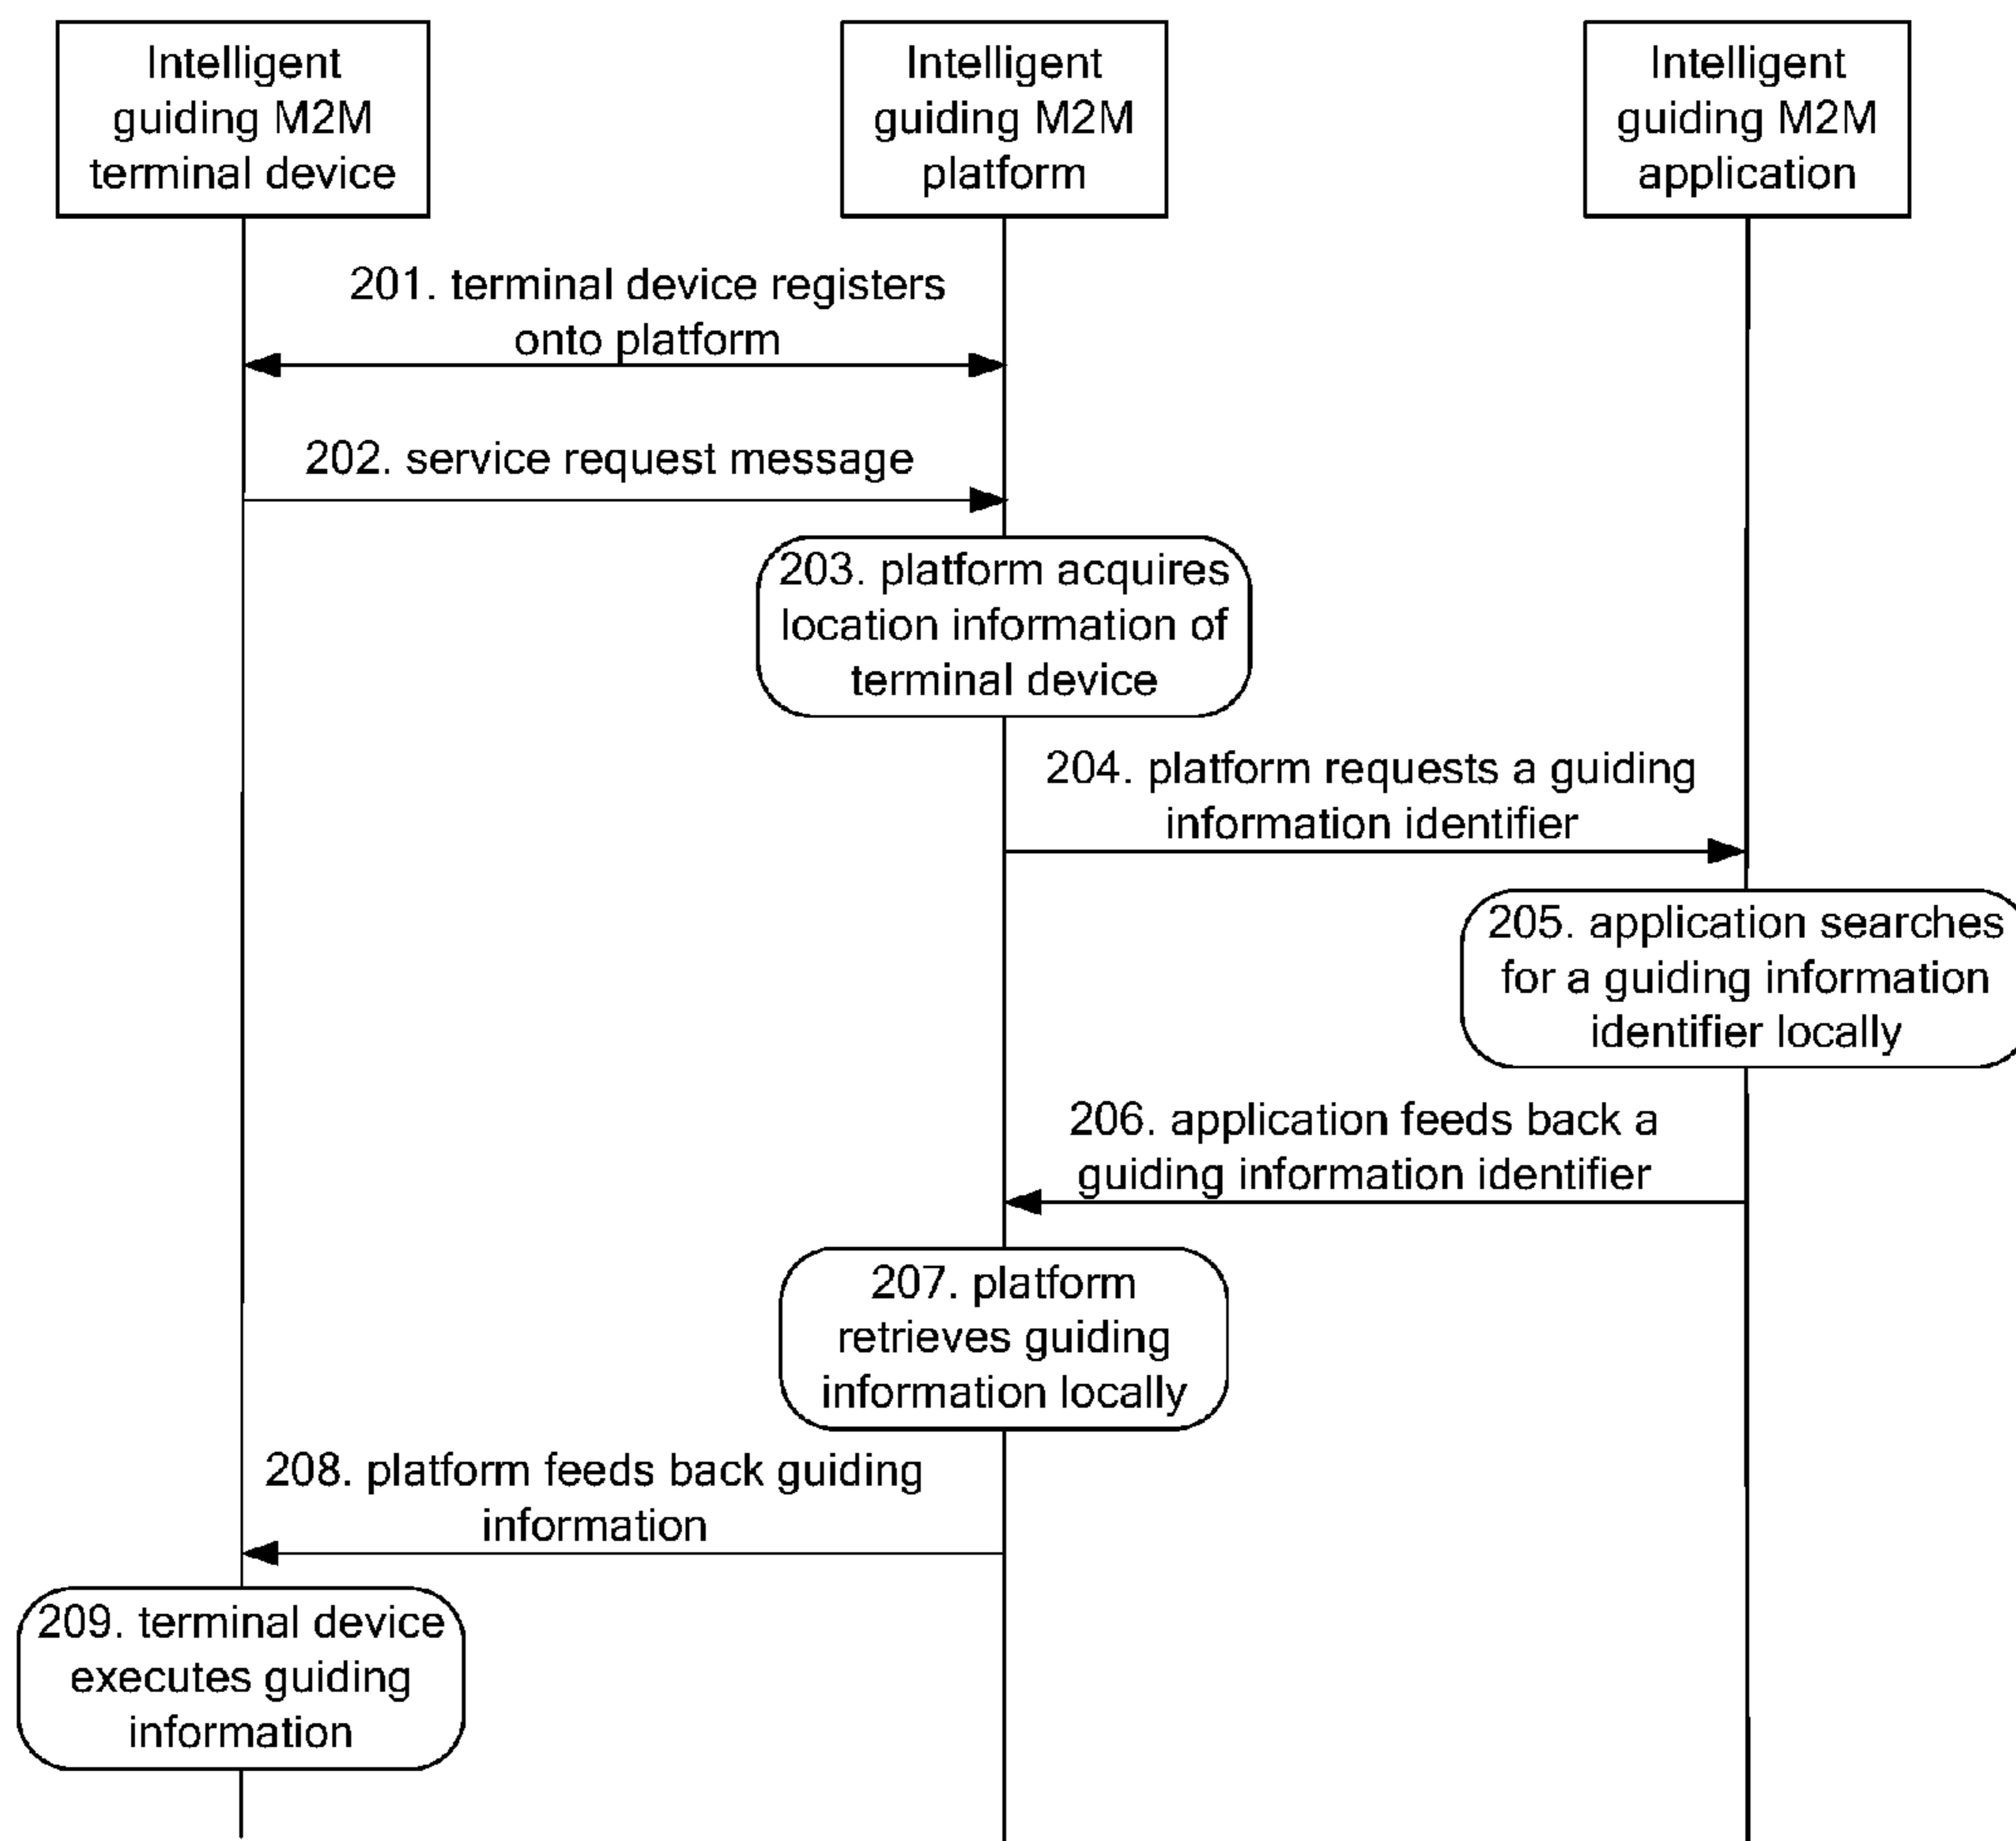 Intelligent
guiding M2M
terminal device
Intelligent
guiding M2M
platform
Intelligent
guiding M2M
application
201. terminal device registers
onto platform
202. service request message
203. platform acquires
location information of
terminal device
204. platform requests a guiding
information identifier
205. application searches
for a guiding information
identifier locally
206. application feeds back a
guiding information identifier
207. platform
retrieves guiding
information locally
208. platform feeds back guiding
information
209. terminal device
executes guiding
information